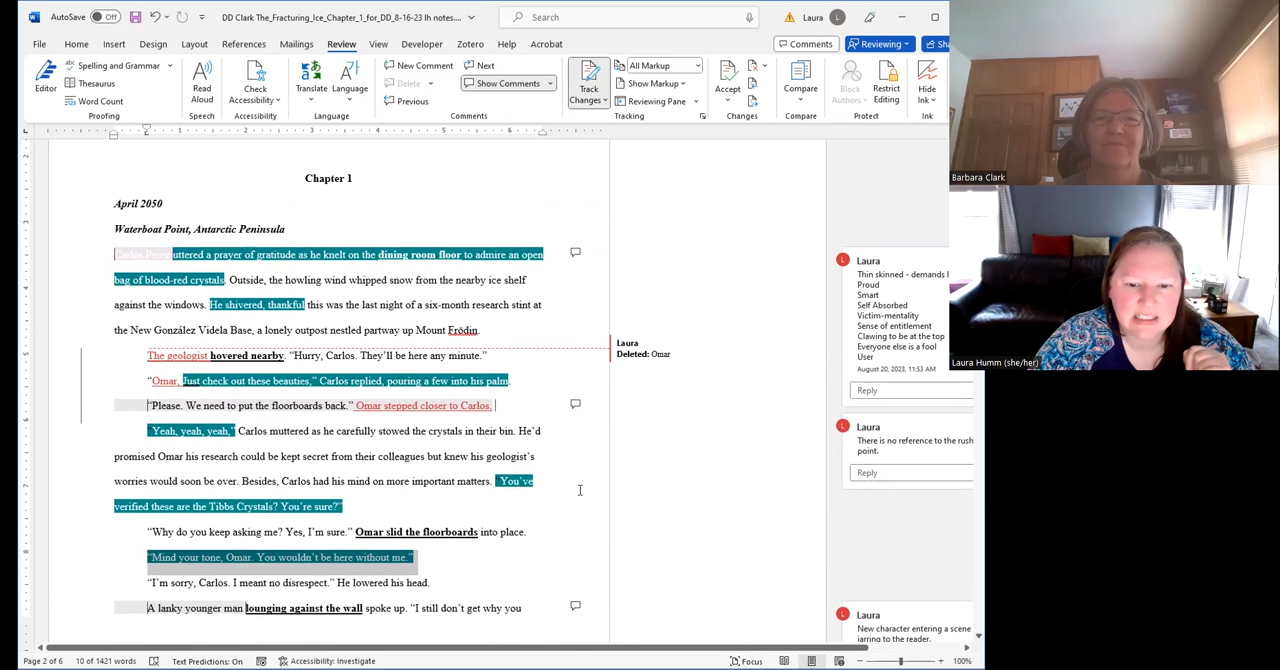 AutoSave Off DD Clark The_Fracturing_Ice_Chapter_1_for_DD_8-16-23 lh notes.... Search Laura L
File Home Insert Design Layout References Mailings Review View Developer Zotero Help Acrobat Comments Reviewing Sha
Editor Spelling and Grammar Thesaurus Word Count Read Aloud Check Accessibility Translate Language New Comment Delete Previous Next Show Comments Track Changes All Markup Show Markup Reviewing Pane Accept Compare Block Authors Restrict Editing Hide Ink
Proofing Speech Accessibility Language Comments Tracking Changes Compare Protect Ink
Chapter 1
April 2050
Waterboat Point, Antarctic Peninsula
Carlos Perez uttered a prayer of gratitude as he knelt on the dining room floor to admire an open
bag of blood-red crystals. Outside, the howling wind whipped snow from the nearby ice shelf
against the windows. He shivered, thankful this was the last night of a six-month research stint at
the New González Videla Base, a lonely outpost nestled partway up Mount Frödin.
The geologist hovered nearby. “Hurry, Carlos. They’ll be here any minute.”
“Omar, Just check out these beauties,” Carlos replied, pouring a few into his palm.
“Please. We need to put the floorboards back.” Omar stepped closer to Carlos.
“Yeah, yeah, yeah,” Carlos muttered as he carefully stowed the crystals in their bin. He’d
promised Omar his research could be kept secret from their colleagues but knew his geologist’s
worries would soon be over. Besides, Carlos had his mind on more important matters. “You’ve
verified these are the Tibbs Crystals? You’re sure?”
“Why do you keep asking me? Yes, I’m sure.” Omar slid the floorboards into place.
“Mind your tone, Omar. You wouldn’t be here without me.”
“I’m sorry, Carlos. I meant no disrespect.” He lowered his head.
A lanky younger man lounging against the wall spoke up. “I still don’t get why you
Laura
Deleted: Omar
L Laura
Thin skinned - demands l
Proud
Smart
Self Absorbed
Victim-mentality
Sense of entitlement
Clawing to be at the top
Everyone else is a fool
User
August 20, 2023, 11:53 AM
Reply
L Laura
There is no reference to the rush
point.
Reply
L Laura
New character entering a scene
jarring to the reader.
Barbara Clark
Laura Humm (she/her)
Page 2 of 6 10 of 1421 words Text Predictions: On Accessibility: Investigate Focus 100%